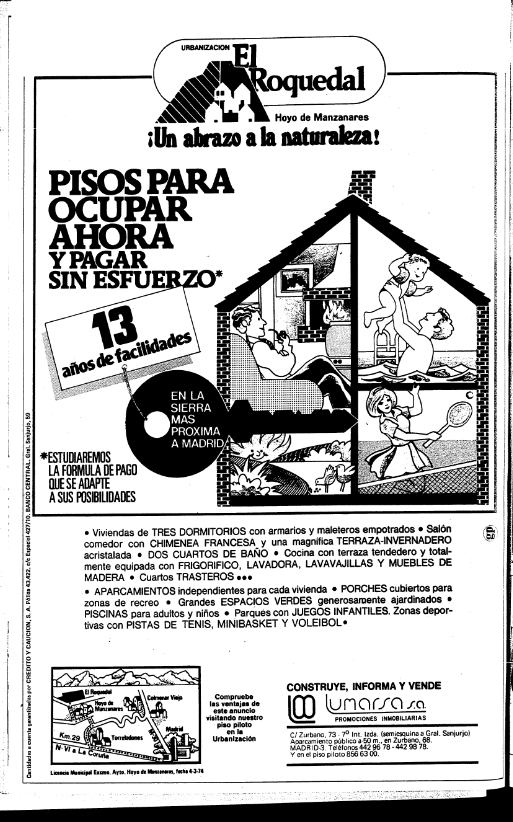 URBANIZACION El
Roquedal
Hoyo de Manzanares
¡Un abrazo a la naturaleza!
PISOS PARA
OCUPAR
AHORA
Y PAGAR
SIN ESFUERZO*
13
años de facilidades
EN LA
SIERRA
MAS
PROXIMA
A MADRID
*ESTUDIAREMOS
LA FORMULA DE PAGO
QUE SE ADAPTE
A SUS POSIBILIDADES
• Viviendas de TRES DORMITORIOS con armarios y maleteros empotrados • Salón
comedor con CHIMENEA FRANCESA y una magnífica TERRAZA-INVERNADERO
acristalada • DOS CUARTOS DE BAÑO • Cocina con terraza tendedero y total-
mente equipada con FRIGORIFICO, LAVADORA, LAVAVAJILLAS Y MUEBLES DE
MADERA • Cuartos TRASTEROS •••
• APARCAMIENTOS independientes para cada vivienda • PORCHES cubiertos para
zonas de recreo • Grandes ESPACIOS VERDES generosamente ajardinados •
PISCINAS para adultos y niños • Parques con JUEGOS INFANTILES. Zonas depor-
tivas con PISTAS DE TENIS, MINIBASKET Y VOLEIBOL•
El Roquedal
Hoyo de
Manzanares
Colmenar Viejo
Km. 29
Torrelodones
Madrid
N-VI a La
Coruña
Licencia Municipal Excmo. Ayto. Hoyo de Manzanares, fecha 4-3-76
Compruebe
las ventajas de
este anuncio
visitando nuestro
piso piloto
en la
Urbanización
CONSTRUYE, INFORMA Y VENDE
lumarsa s.a.
PROMOCIONES INMOBILIARIAS
C/ Zurbano, 73 - 7º Int. Izda. (semiesquina a Gral. Sanjurjo)
Aparcamiento público a 50 m., en Zurbano, 68.
MADRID-3. Teléfonos 442 96 78 - 442 98 78.
Y en el piso piloto 856 63 00.